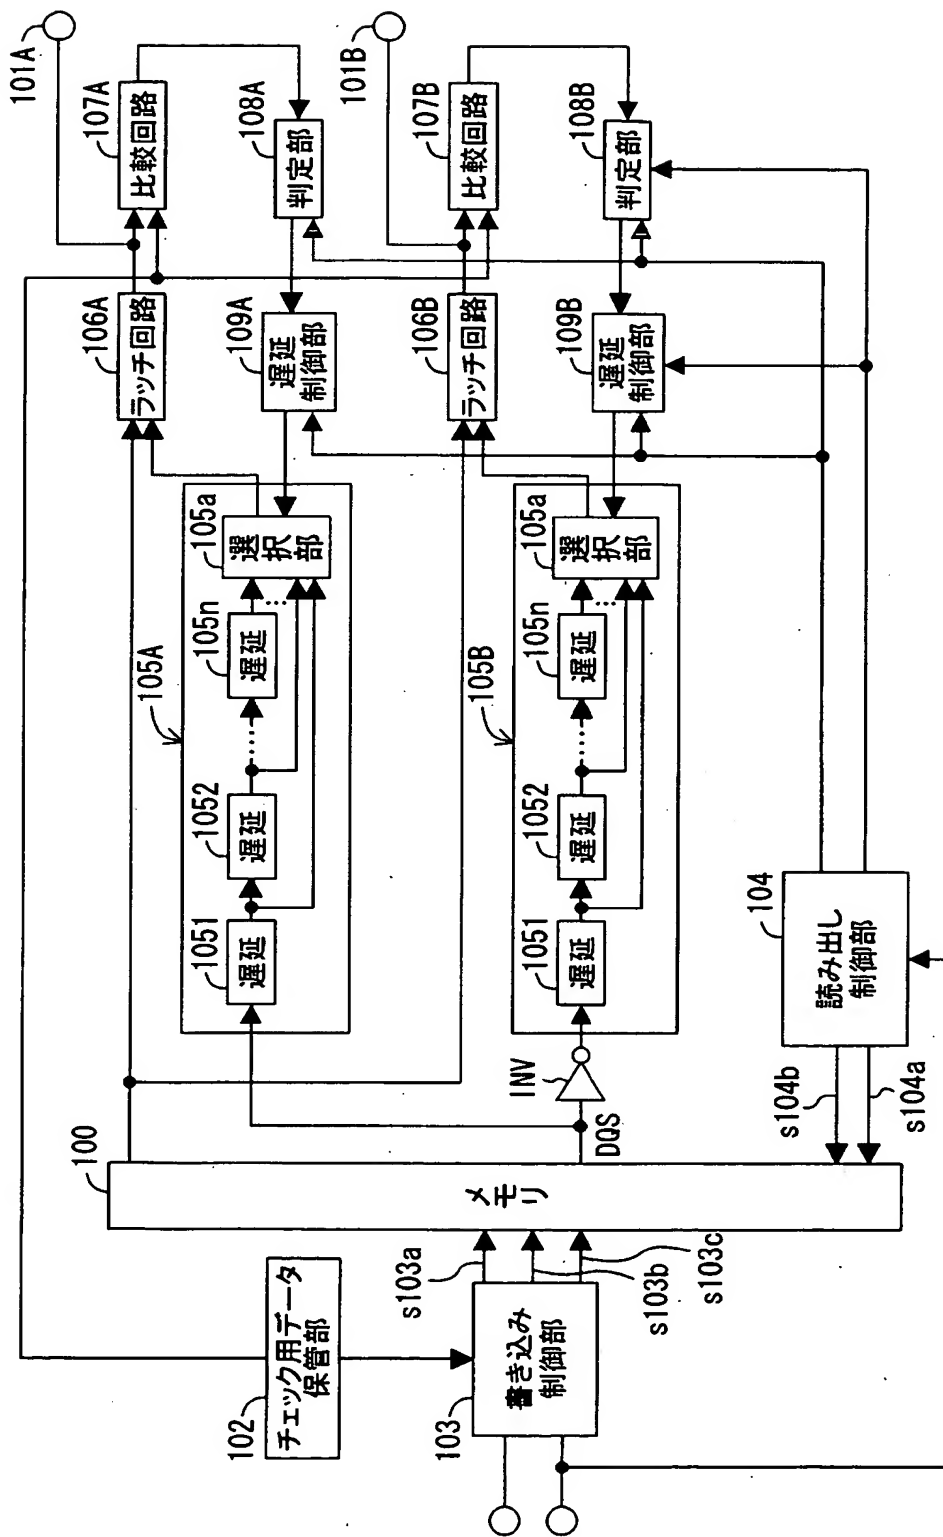 101A
107A
比較回路
108A
判定部
106A
ラッチ回路
109A
遅延
制御部
105A
105a
選択
部
105n
遅延
1052
遅延
1051
遅延
101B
107B
比較回路
108B
判定部
106B
ラッチ回路
109B
遅延
制御部
105B
105a
選択
部
105n
遅延
1052
遅延
1051
遅延
INV
DQS
100
メモリ
104
読み出し
制御部
s104b
s104a
s103a
s103b
s103c
102
チェック用データ
保管部
103
書き込み
制御部